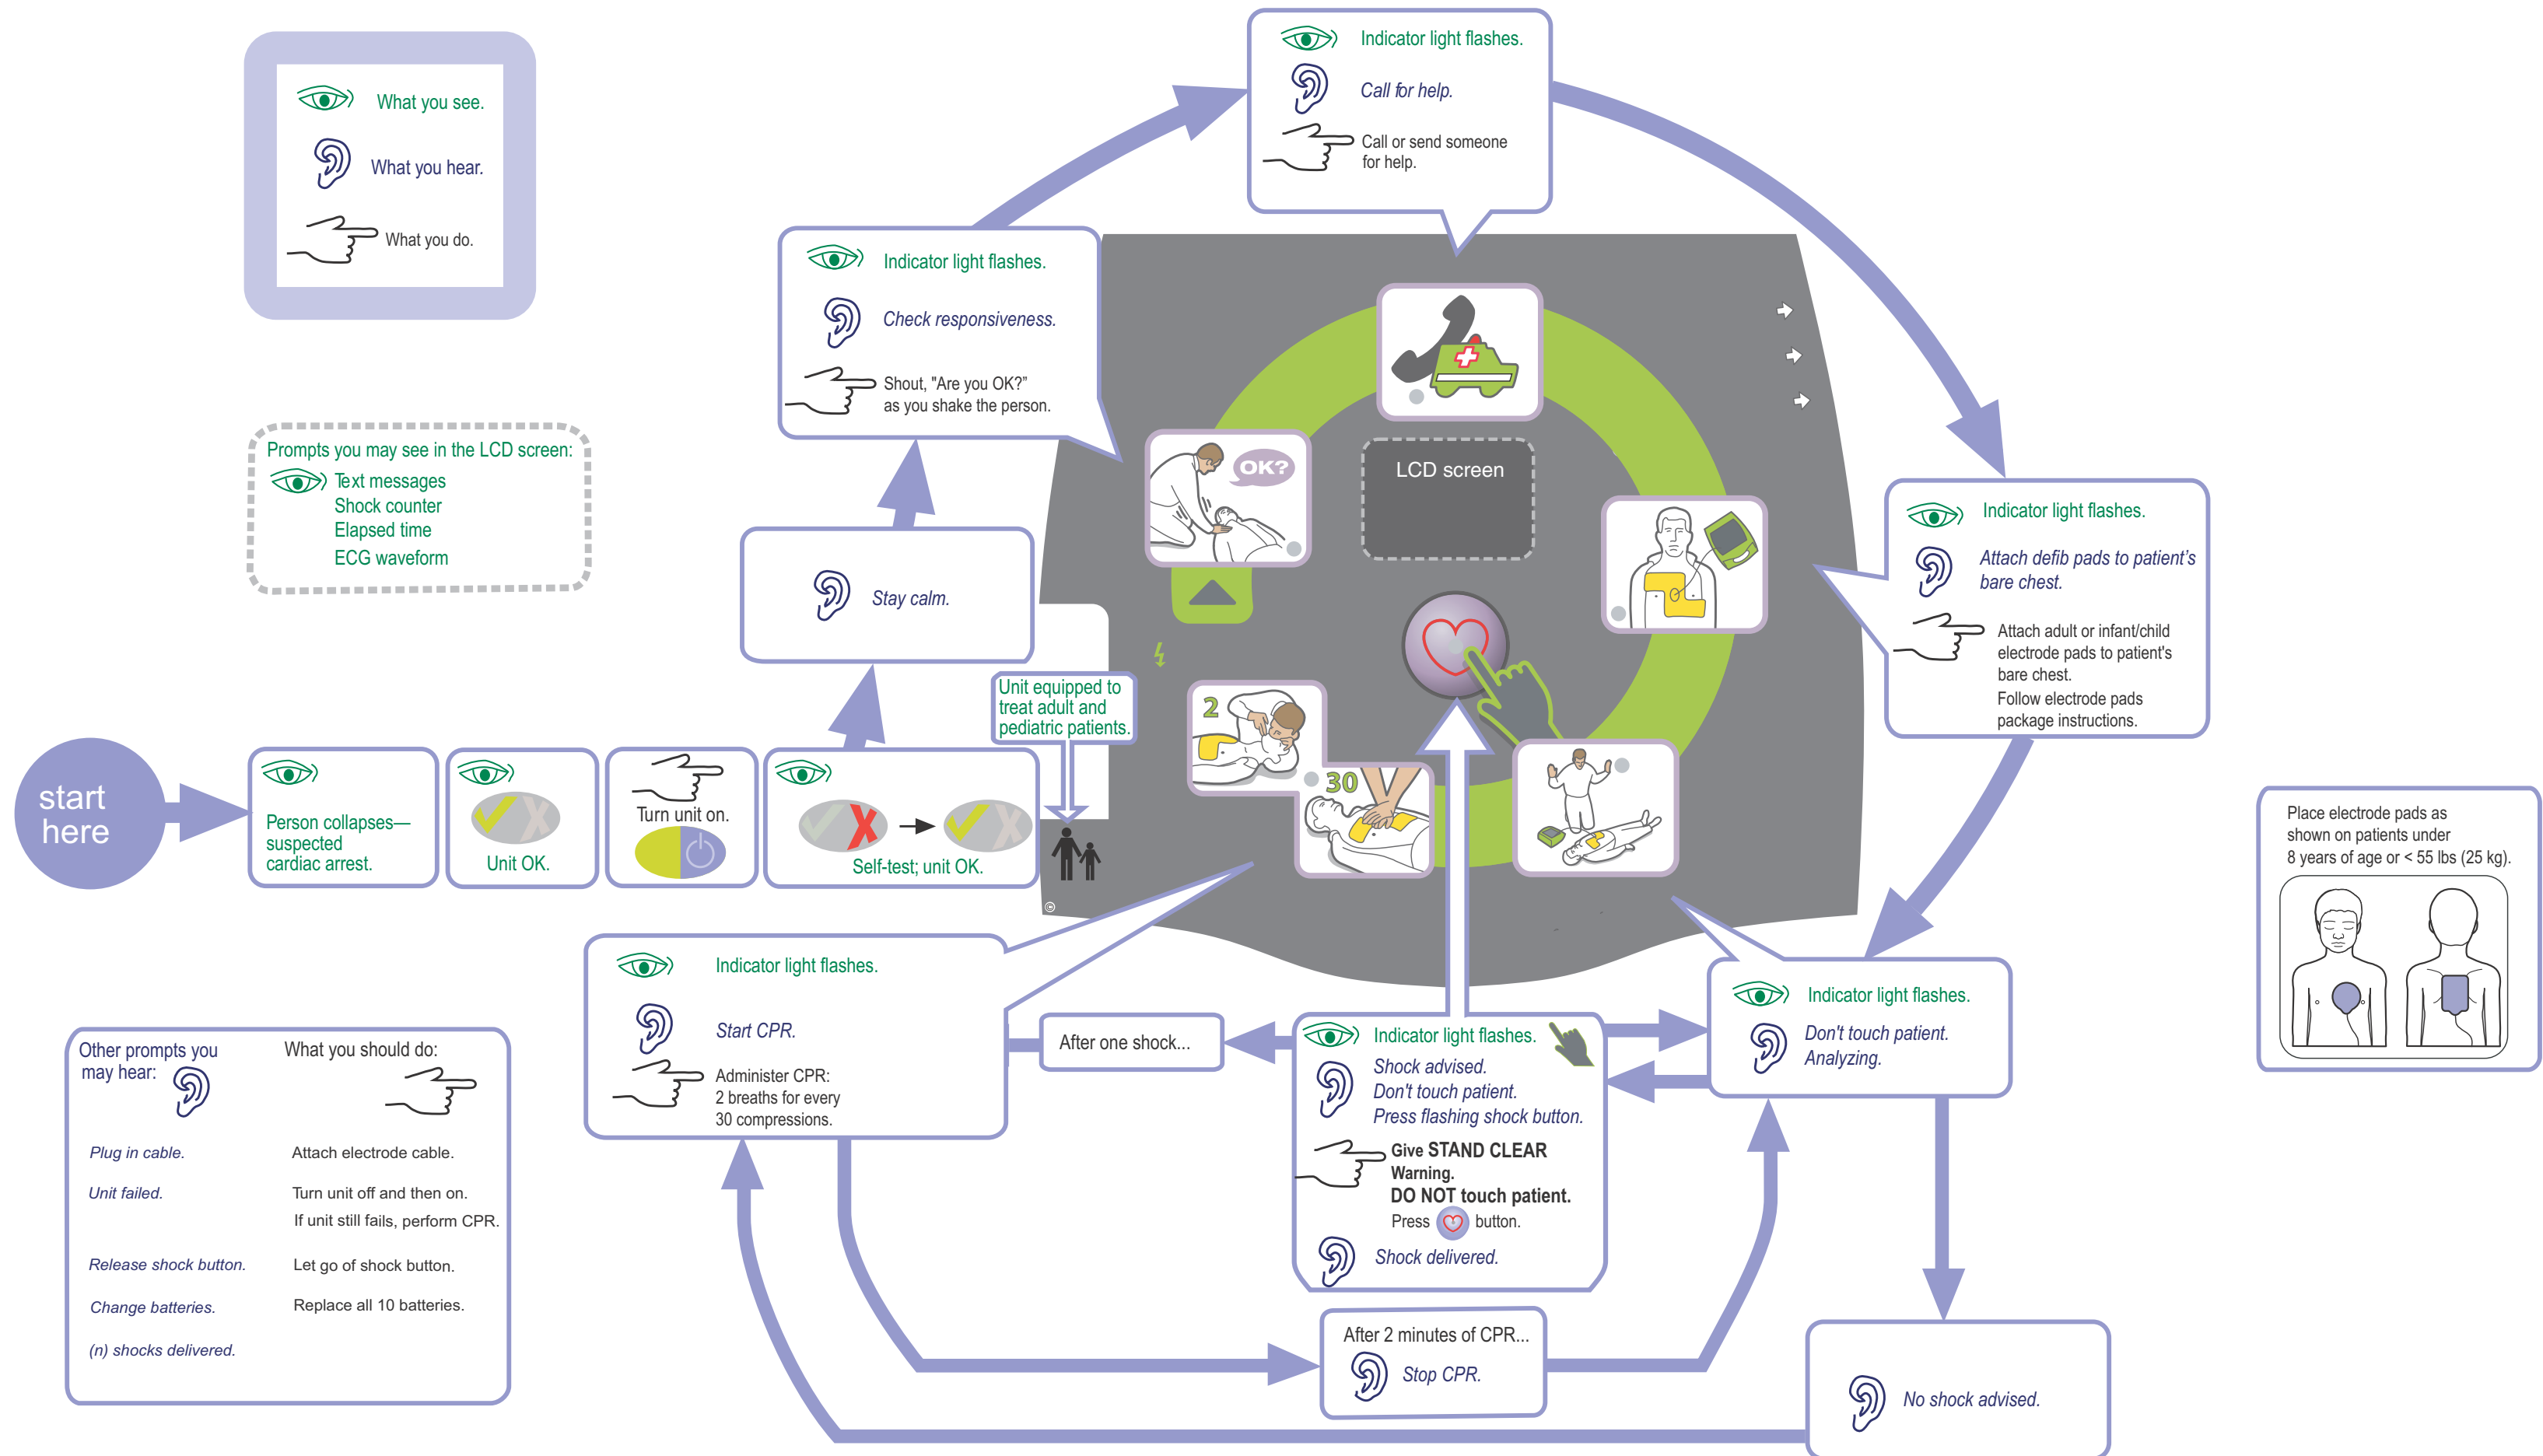 What you see.
What you hear.
What you do.
Prompts you may see in the LCD screen:
Text messages
Shock counter
Elapsed time
ECG waveform
start
here
Person collapses—
suspected
cardiac arrest.
Unit OK.
Turn unit on.
Self-test; unit OK.
Unit equipped to
treat adult and
pediatric patients.
Stay calm.
Indicator light flashes.
Check responsiveness.
Shout, "Are you OK?”
as you shake the person.
Indicator light flashes.
Call for help.
Call or send someone
for help.
OK?
LCD screen
2
30
Indicator light flashes.
Attach defib pads to patient’s
bare chest.
Attach adult or infant/child
electrode pads to patient's
bare chest.
Follow electrode pads
package instructions.
Place electrode pads as
shown on patients under
8 years of age or < 55 lbs (25 kg).
Indicator light flashes.
Don't touch patient.
Analyzing.
Indicator light flashes.
Shock advised.
Don't touch patient.
Press flashing shock button.
Give STAND CLEAR
Warning.
DO NOT touch patient.
Press button.
Shock delivered.
After one shock...
Indicator light flashes.
Start CPR.
Administer CPR:
2 breaths for every
30 compressions.
After 2 minutes of CPR...
Stop CPR.
No shock advised.
Other prompts you
may hear:
What you should do:
Plug in cable.
Attach electrode cable.
Unit failed.
Turn unit off and then on.
If unit still fails, perform CPR.
Release shock button.
Let go of shock button.
Change batteries.
Replace all 10 batteries.
(n) shocks delivered.